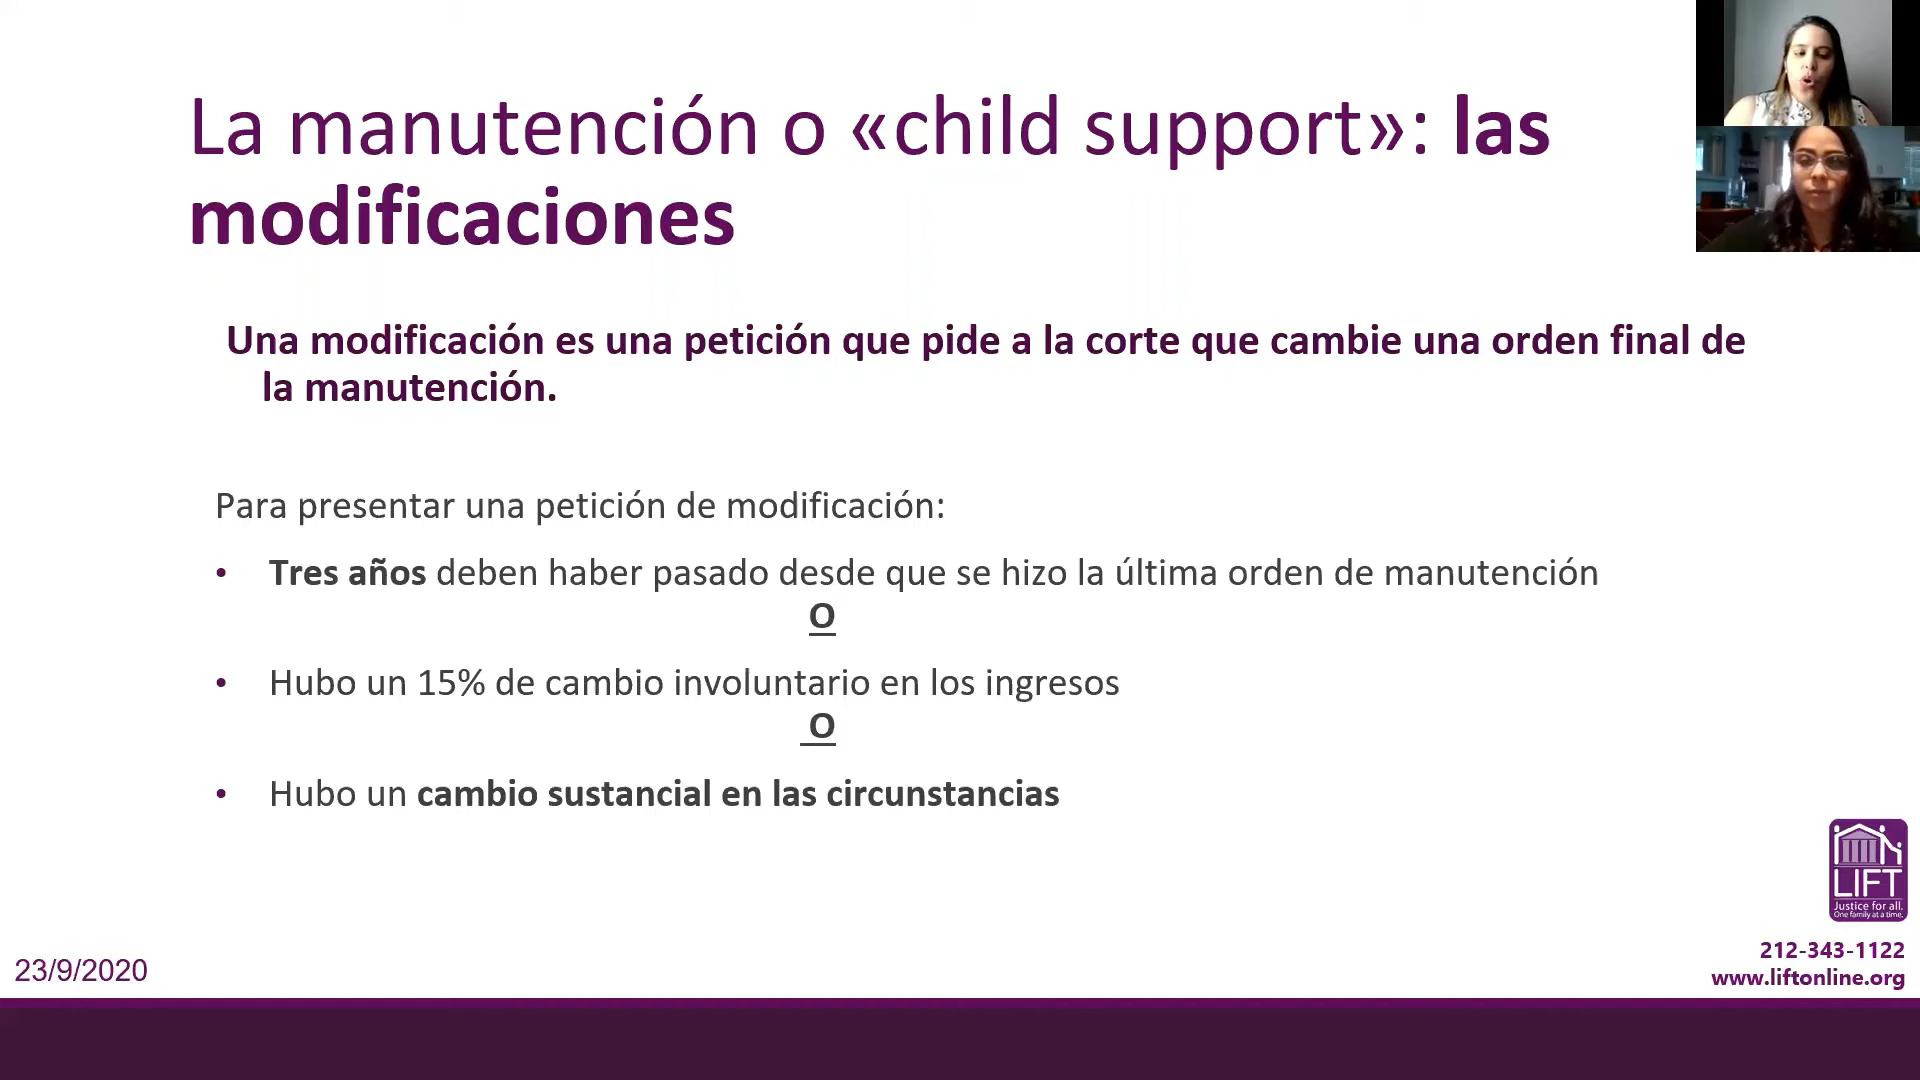 La manutención o «child support»: las
modificaciones
Una modificación es una petición que pide a la corte que cambie una orden final de
la manutención.
Para presentar una petición de modificación:
• Tres años deben haber pasado desde que se hizo la última orden de manutención
O
• Hubo un 15% de cambio involuntario en los ingresos
O
• Hubo un cambio sustancial en las circunstancias
LIFT
Justice for all.
One family at a time.
212-343-1122
www.liftonline.org
23/9/2020